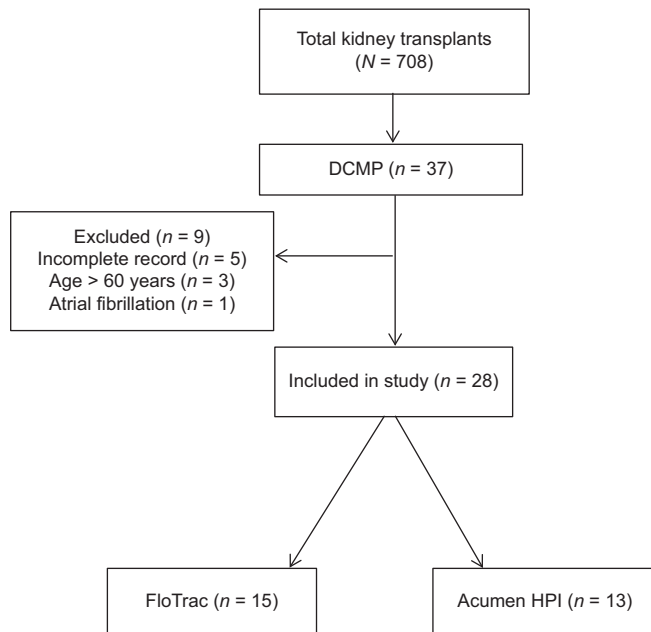 Total kidney transplants
(N = 708)
DCMP (n = 37)
Excluded (n = 9)
Incomplete record (n = 5)
Age > 60 years (n = 3)
Atrial fibrillation (n = 1)
Included in study (n = 28)
FloTrac (n = 15)
Acumen HPI (n = 13)